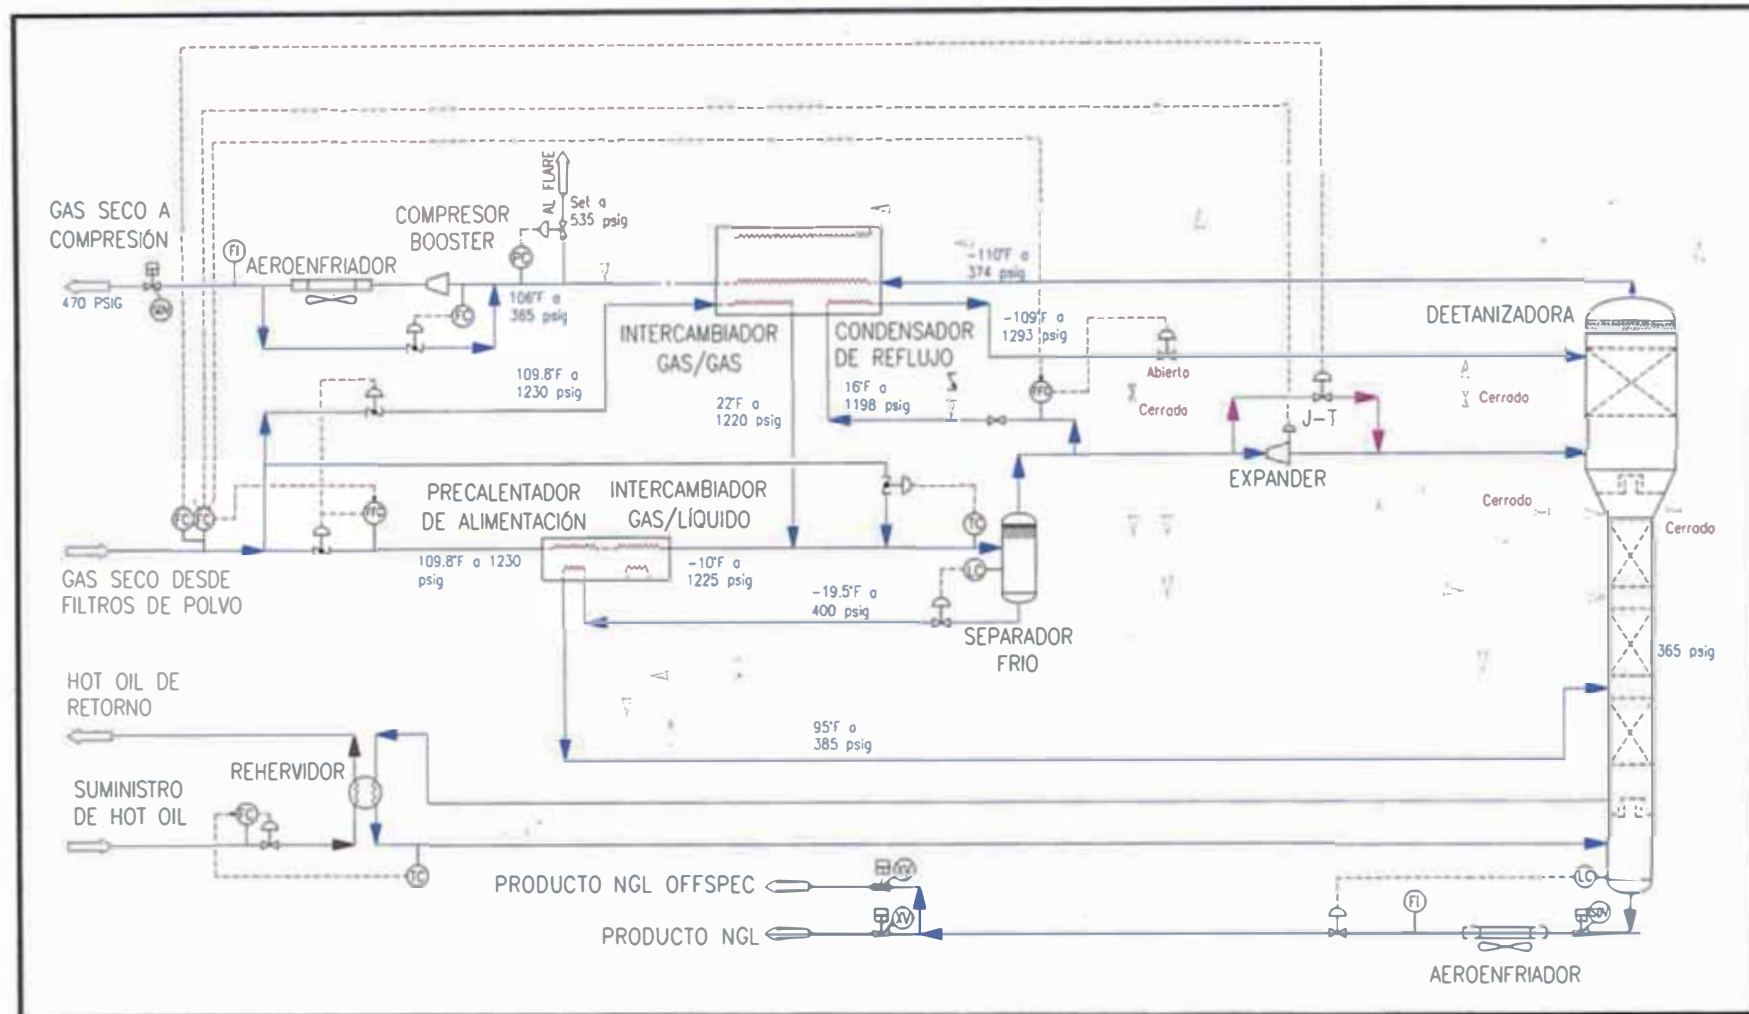 AL FLARE
Set a
535 psig
GAS SECO A
COMPRESIÓN
FI
AEROENFRIADOR
COMPRESOR
BOOSTER
PC
-110°F a
374 psig
470 PSIG
FC
106°F a
365 psig
DEETANIZADORA
INTERCAMBIADOR
GAS/GAS
CONDENSADOR
DE REFLUJO
-109°F a
1293 psig
109.8°F a
1230 psig
Abierto
Cerrado
Cerrado
22°F a
1220 psig
16°F a
1198 psig
J-T
EXPANDER
PRECALENTADOR
DE ALIMENTACIÓN
INTERCAMBIADOR
GAS/LÍQUIDO
Cerrado
Cerrado
FC
FC
TC
GAS SECO DESDE
FILTROS DE POLVO
109.8°F a 1230
psig
-10°F a
1225 psig
LC
-19.5°F a
400 psig
SEPARADOR
FRIO
365 psig
HOT OIL DE
RETORNO
95°F a
385 psig
REHERVIDOR
SUMINISTRO
DE HOT OIL
TC
PRODUCTO NGL OFFSPEC
LC
PRODUCTO NGL
XV
FI
SDV
AEROENFRIADOR